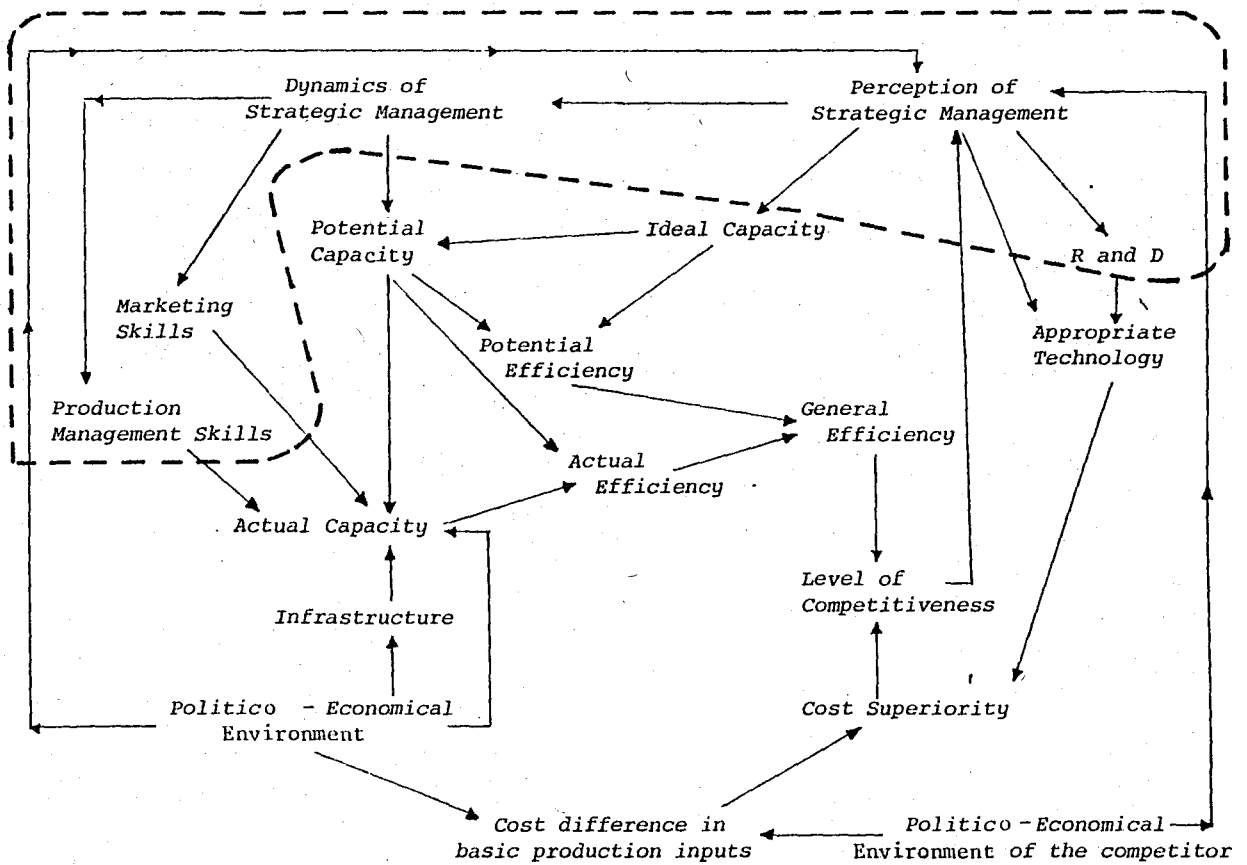 Dynamics of
Strategic Management
Perception of
Strategic Management
Potential
Capacity
Ideal Capacity
R and D
Marketing
Skills
Potential
Efficiency
Appropriate
Technology
Production
Management Skills
General
Efficiency
Actual
Efficiency
Actual Capacity
Level of
Competitiveness
Infrastructure
Politico - Economical
Environment
Cost Superiority
Cost difference in
basic production inputs
Politico - Economical
Environment of the competitor